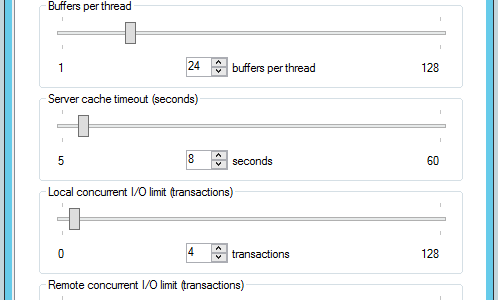 Buffers per thread
1 24 buffers per thread 128
Server cache timeout (seconds)
5 8 seconds 60
Local concurrent I/O limit (transactions)
0 4 transactions 128
Remote concurrent I/O limit (transactions)